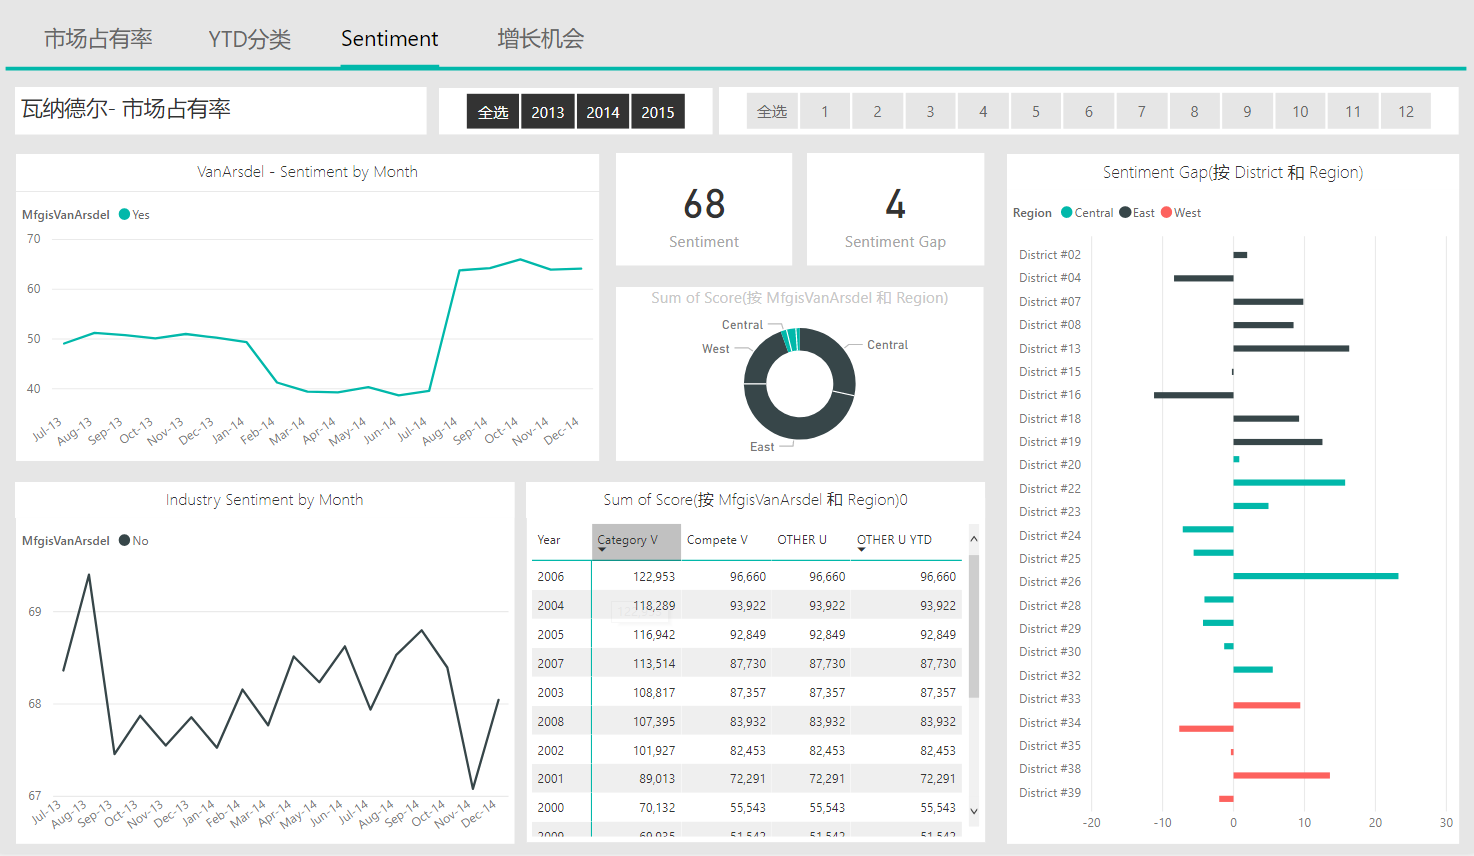 市场占有率 YTD分类 Sentiment 增长机会
瓦纳德尔- 市场占有率
全选 2013 2014 2015
全选 1 2 3 4 5 6 7 8 9 10 11 12
VanArsdel - Sentiment by Month
MfgisVanArsdel Yes
70
60
50
40
Jul-13 Aug-13 Sep-13 Oct-13 Nov-13 Dec-13 Jan-14 Feb-14 Mar-14 Apr-14 May-14 Jun-14 Jul-14 Aug-14 Sep-14 Oct-14 Nov-14 Dec-14
68
Sentiment
4
Sentiment Gap
Sum of Score(按 MfgisVanArsdel 和 Region)
Central
West
Central
East
Industry Sentiment by Month
MfgisVanArsdel No
69
68
67
Jul-13 Aug-13 Sep-13 Oct-13 Nov-13 Dec-13 Jan-14 Feb-14 Mar-14 Apr-14 May-14 Jun-14 Jul-14 Aug-14 Sep-14 Oct-14 Nov-14 Dec-14
Sum of Score(按 MfgisVanArsdel 和 Region)0
Year Category V Compete V OTHER U OTHER U YTD
2006 122,953 96,660 96,660 96,660
2004 118,289 93,922 93,922 93,922
2005 116,942 92,849 92,849 92,849
2007 113,514 87,730 87,730 87,730
2003 108,817 87,357 87,357 87,357
2008 107,395 83,932 83,932 83,932
2002 101,927 82,453 82,453 82,453
2001 89,013 72,291 72,291 72,291
2000 70,132 55,543 55,543 55,543
2009 69,935 51,542 51,542 51,542
Sentiment Gap(按 District 和 Region)
Region Central East West
District #02
District #04
District #07
District #08
District #13
District #15
District #16
District #18
District #19
District #20
District #22
District #23
District #24
District #25
District #26
District #28
District #29
District #30
District #32
District #33
District #34
District #35
District #38
District #39
-20 -10 0 10 20 30